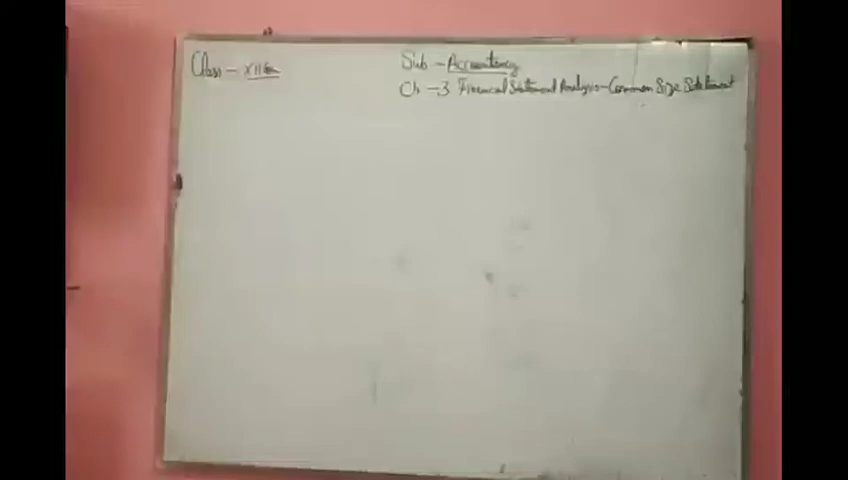 Class - XIIth
Sub - Accountancy
Ch - 3 Financial Statement Analysis - Common Size Statement